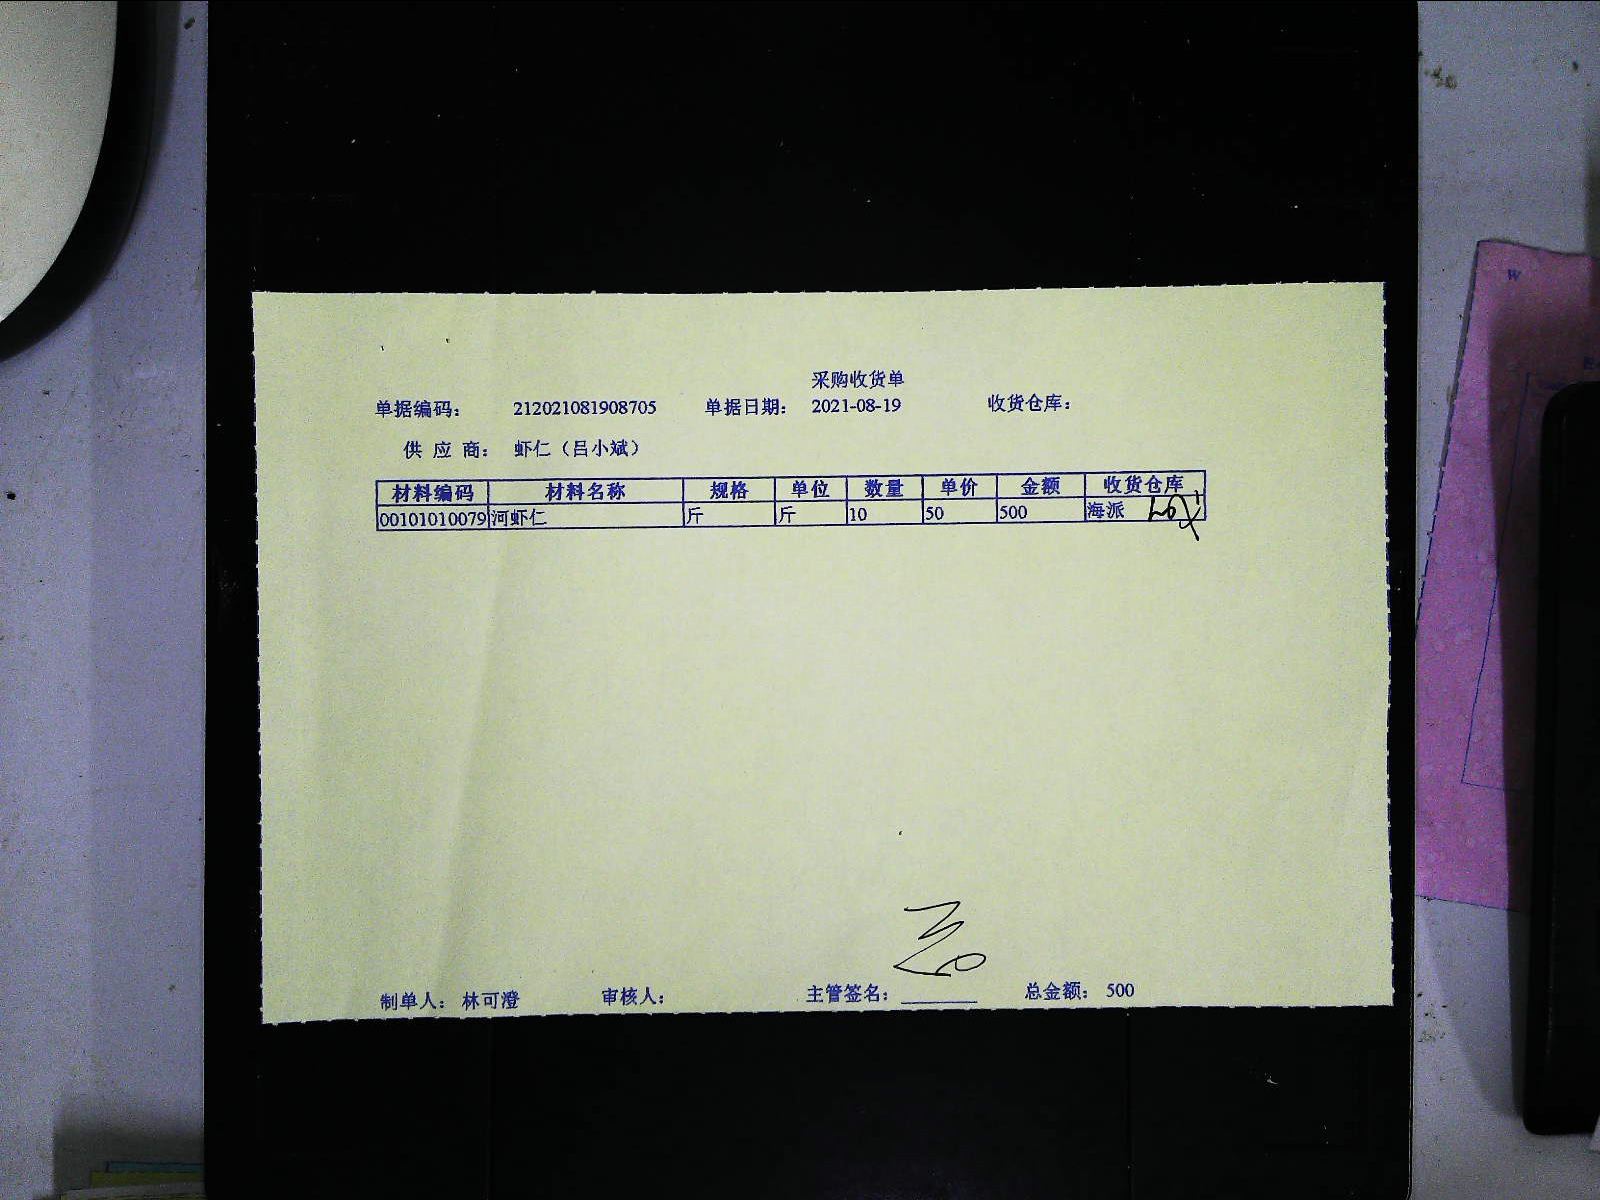 采购收货单
单据编码： 212021081908705 单据日期： 2021-08-19 收货仓库：
供 应 商： 虾仁（吕小斌）
材料编码 材料名称 规格 单位 数量 单价 金额 收货仓库
00101010079 河虾仁 斤 斤 10 50 500 海派
制单人： 林可澄 审核人： 主管签名： 总金额： 500
W